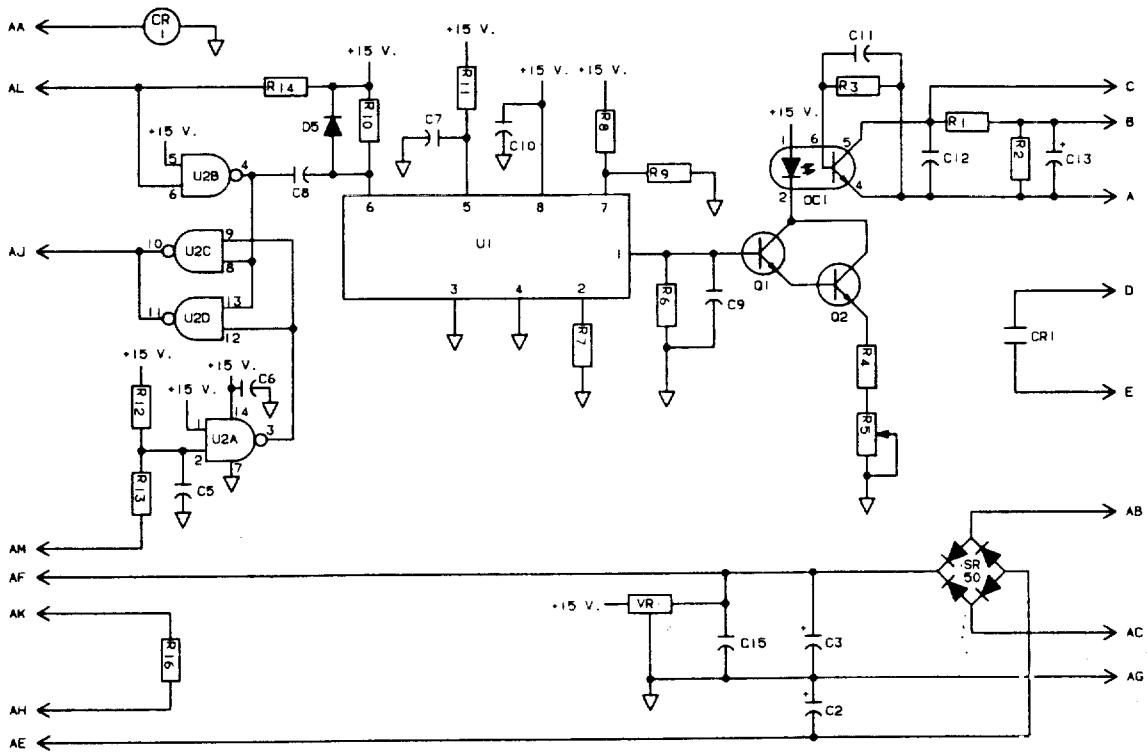 AA
CR
1
+15 V.
+15 V.
+15 V.
+15 V.
C11
R3
AL
R14
R11
C
+15 V.
R10
D5
C7
C10
R8
+15 V.
6
5
R1
B
1
5
6
U2B
4
C8
R9
OC1
2
4
C12
R2
C13
A
6
5
8
7
U1
1
3
4
2
AJ
10
U2C
9
8
11
U2D
13
12
Q1
Q2
R6
C9
R7
D
CR1
E
+15 V.
+15 V.
+15 V.
C6
R12
14
1
U2A
3
2
7
R13
C5
R4
R5
AM
AB
AF
SR
50
AK
+15 V.
VR
R16
C15
+
C3
AC
AG
AH
+
C2
AE